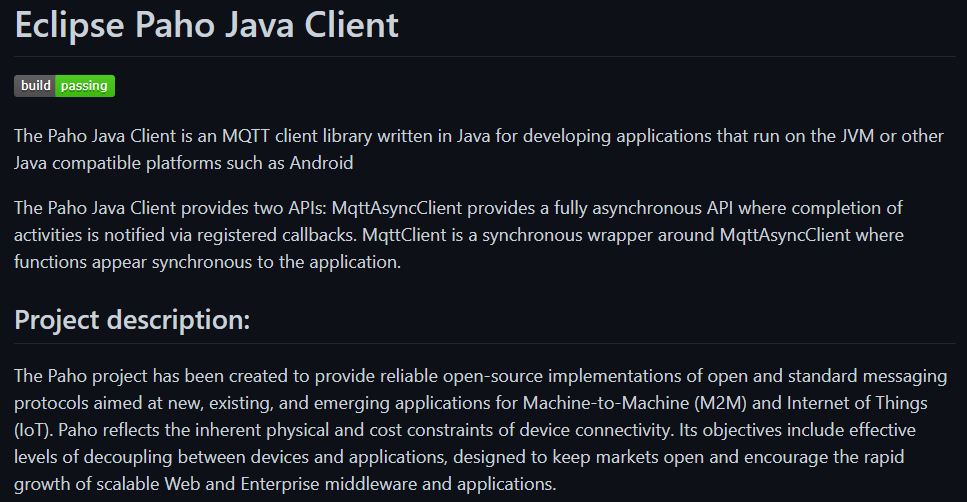 Eclipse Paho Java Client
build passing
The Paho Java Client is an MQTT client library written in Java for developing applications that run on the JVM or other
Java compatible platforms such as Android
The Paho Java Client provides two APIs: MqttAsyncClient provides a fully asynchronous API where completion of
activities is notified via registered callbacks. MqttClient is a synchronous wrapper around MqttAsyncClient where
functions appear synchronous to the application.
Project description:
The Paho project has been created to provide reliable open-source implementations of open and standard messaging
protocols aimed at new, existing, and emerging applications for Machine-to-Machine (M2M) and Internet of Things
(IoT). Paho reflects the inherent physical and cost constraints of device connectivity. Its objectives include effective
levels of decoupling between devices and applications, designed to keep markets open and encourage the rapid
growth of scalable Web and Enterprise middleware and applications.